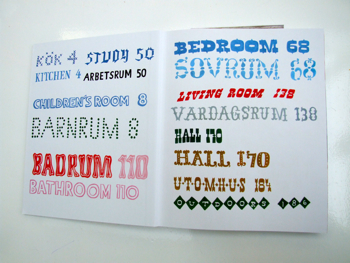 KÖK 4 STUDY 50
KITCHEN 4 ARBETSRUM 50
CHILDREN'S ROOM 8
BARNRUM 8
BADRUM 110
BATHROOM 110
BEDROOM 68
SOVRUM 68
LIVING ROOM 138
VARDAGSRUM 138
HALL 170
HALL 170
UTOMHUS 184
OUTDOORS 184